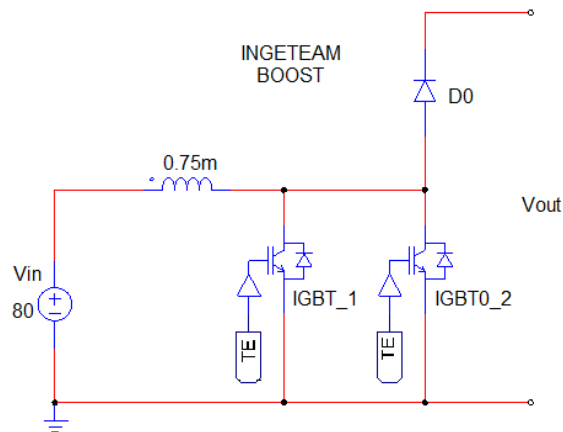 INGETEAM
BOOST
D0
0.75m
Vout
Vin
80
IGBT_1
IGBT0_2
TE
TE